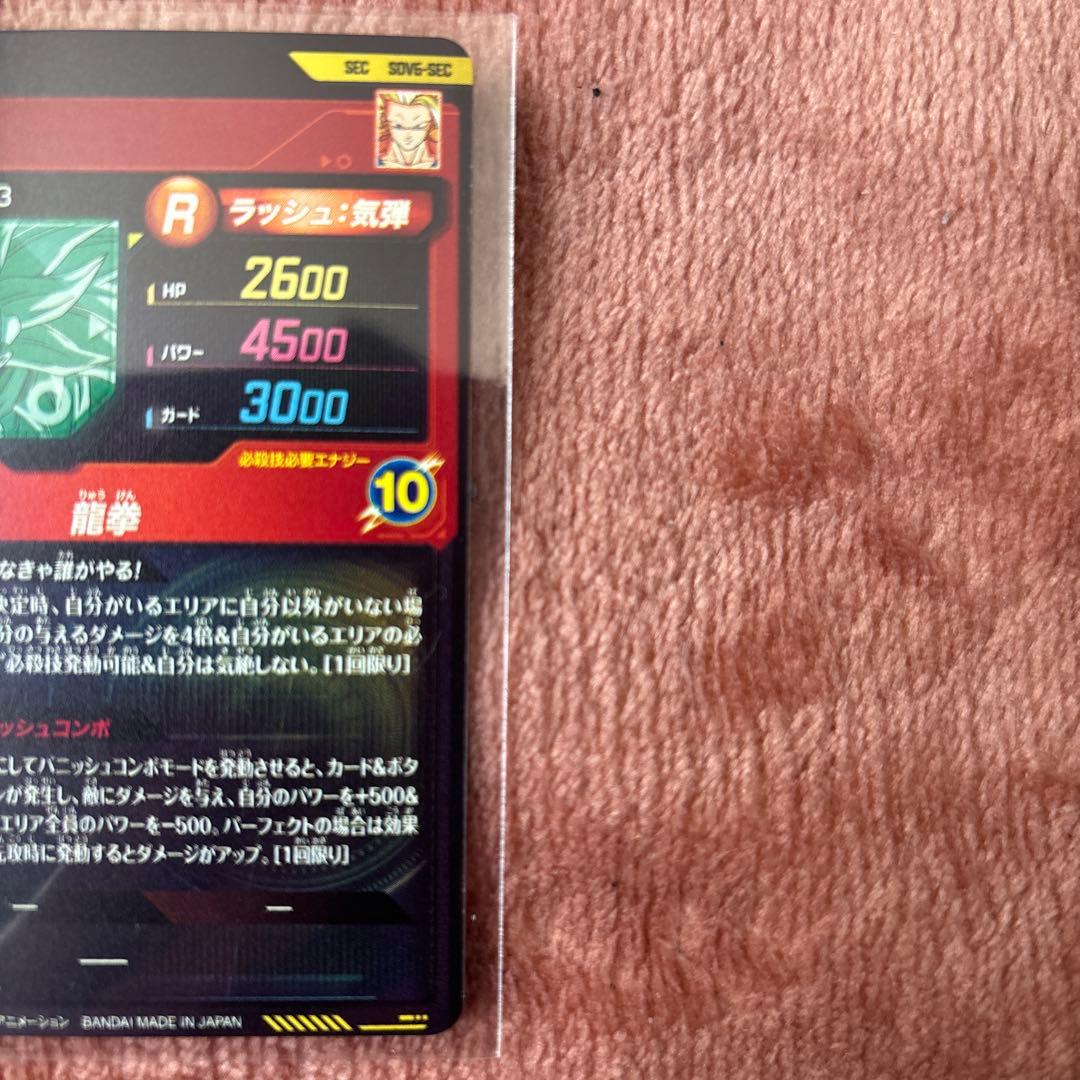 SEC SDV6-SEC
3
R ラッシュ:気弾
HP 2600
パワー 4500
ガード 3000
必殺技必要エナジー
10
りゅう けん
龍拳
なきゃ誰がやる!
決定時、自分がいるエリアに自分以外がいない場
分の与えるダメージを4倍&自分がいるエリアの必
必殺技発動可能&自分は気絶しない。[1回限り]
ッシュコンボ
にしてバニッシュコンボモードを発動させると、カード&ボタ
ンが発生し、敵にダメージを与え、自分のパワーを+500&
エリア全員のパワーを-500。パーフェクトの場合は効果
先攻時に発動するとダメージがアップ。[1回限り]
アニメーション BANDAI MADE IN JAPAN